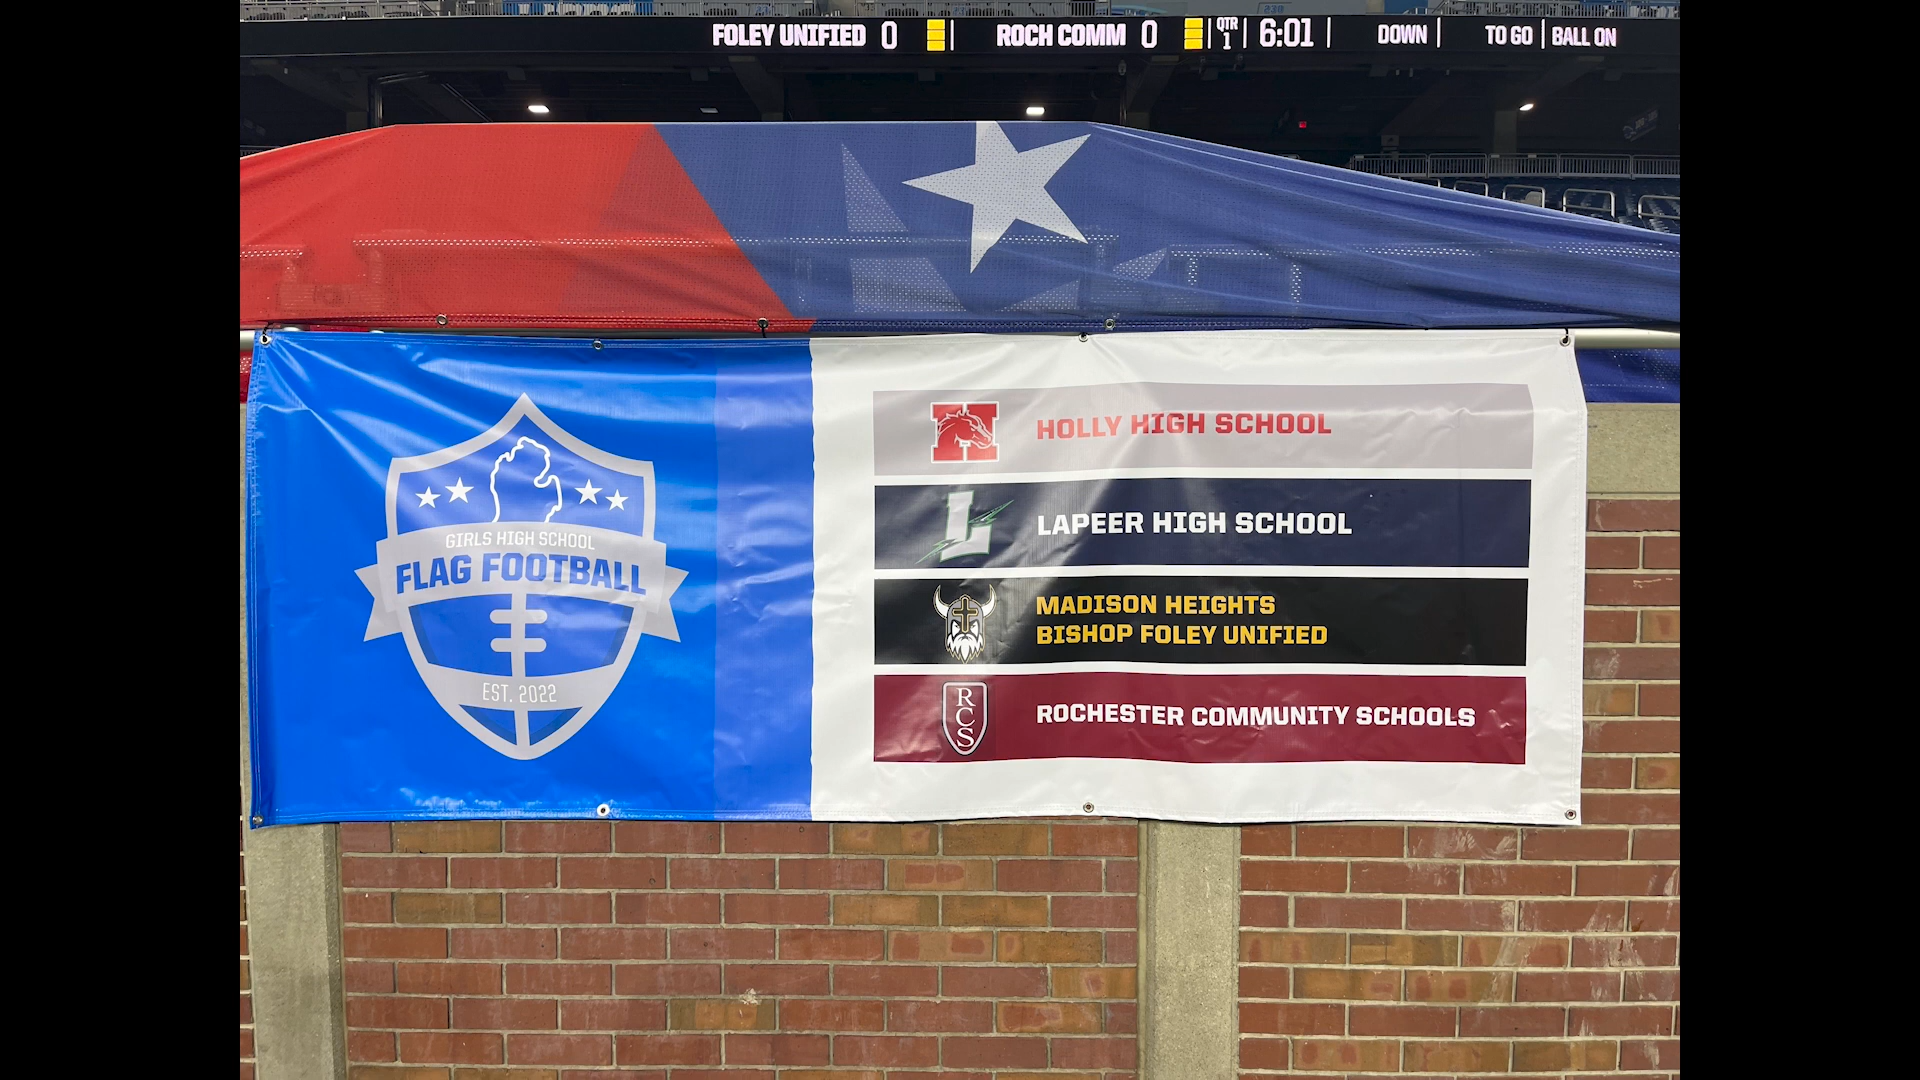 FOLEY UNIFIED 0 ROCH COMM 0 QTR 1 6:01 DOWN TO GO BALL ON
H HOLLY HIGH SCHOOL
L LAPEER HIGH SCHOOL
GIRLS HIGH SCHOOL
FLAG FOOTBALL
EST. 2022
MADISON HEIGHTS
BISHOP FOLEY UNIFIED
RCS ROCHESTER COMMUNITY SCHOOLS